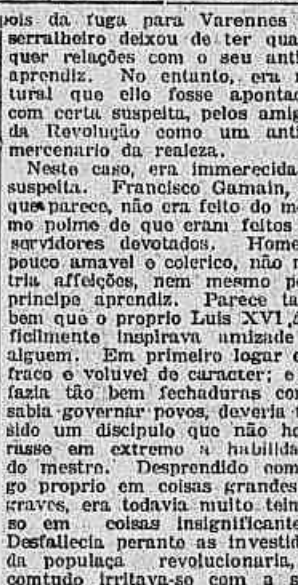 pois da fuga para Varennes
serralheiro deixou de ter qua
quer relações com o seu anti
aprendiz. No entanto, era
tural que elle fosse apontad
com certa suspeita, pelos amig
da Revolução como um anti
mercenario da realeza.
Neste caso, era immerecida
suspeita. Francisco Gamain,
que parece, não era feito do me
mo polmo de que eram feitos
servidores devotados. Home
pouco amavel e colerico, não n
tria affeições, nem mesmo p
principe aprendiz. Parece ta
bem que o proprio Luis XVI
ficilmente inspirava amizade
alguem. Em primeiro logar e
fraco e voluvel de caracter; e
fazia tão bem fechaduras co
sabia governar povos, deveria
sido um discipulo que não ho
rasse em extremo a habilida
do mestre. Desprendido com
go proprio em coisas grandes
graves, era todavia muito teim
so em coisas insignificante
Desfallecia perante as investid
da populaça revolucionaria,
comtudo irritava-se com a